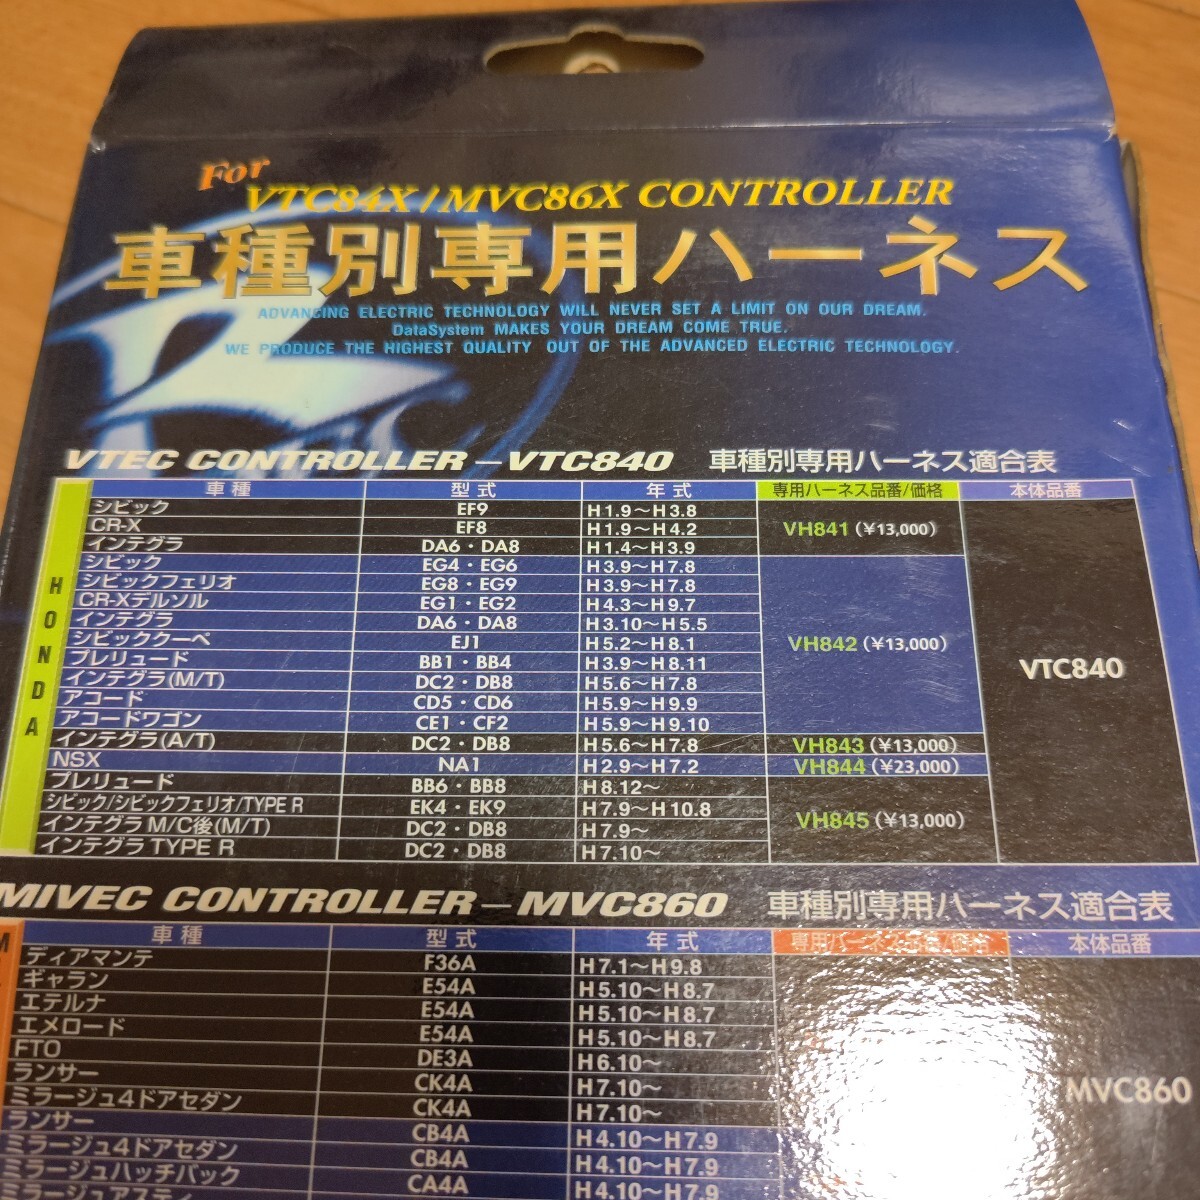 For
VTC84X / MVC86X CONTROLLER
車種別専用ハーネス
ADVANCING ELECTRIC TECHNOLOGY WILL NEVER SET A LIMIT ON OUR DREAM.
DataSystem MAKES YOUR DREAM COME TRUE.
WE PRODUCE THE HIGHEST QUALITY OUT OF THE ADVANCED ELECTRIC TECHNOLOGY.
VTEC CONTROLLER－VTC840 車種別専用ハーネス適合表
車種 型式 年式 専用ハーネス品番/価格 本体品番
HONDA
シビック EF9 H1.9〜H3.8
CR-X EF8 H1.9〜H4.2 VH841(¥13,000)
インテグラ DA6・DA8 H1.4〜H3.9
シビック EG4・EG6 H3.9〜H7.8
シビックフェリオ EG8・EG9 H3.9〜H7.8
CR-Xデルソル EG1・EG2 H4.3〜H9.7
インテグラ DA6・DA8 H3.10〜H5.5
シビッククーペ EJ1 H5.2〜H8.1 VH842(¥13,000)
プレリュード BB1・BB4 H3.9〜H8.11 VTC840
インテグラ(M/T) DC2・DB8 H5.6〜H7.8
アコード CD5・CD6 H5.9〜H9.9
アコードワゴン CE1・CF2 H5.9〜H9.10
インテグラ(A/T) DC2・DB8 H5.6〜H7.8 VH843(¥13,000)
NSX NA1 H2.9〜H7.2 VH844(¥23,000)
プレリュード BB6・BB8 H8.12〜
シビック/シビックフェリオ/TYPE R EK4・EK9 H7.9〜H10.8 VH845(¥13,000)
インテグラ M/C後(M/T) DC2・DB8 H7.9〜
インテグラ TYPE R DC2・DB8 H7.10〜
MIVEC CONTROLLER－MVC860 車種別専用ハーネス適合表
車種 型式 年式 専用ハーネス品番/価格 本体品番
M
ディアマンテ F36A H7.1〜H9.8
ギャラン E54A H5.10〜H8.7
エテルナ E54A H5.10〜H8.7
エメロード E54A H5.10〜H8.7
FTO DE3A H6.10〜
ランサー CK4A H7.10〜 MVC860
ミラージュ4ドアセダン CK4A H7.10〜
ランサー CB4A H4.10〜H7.9
ミラージュ4ドアセダン CB4A H4.10〜H7.9
ミラージュハッチバック CA4A H4.10〜H7.9
ミラージュアスティ